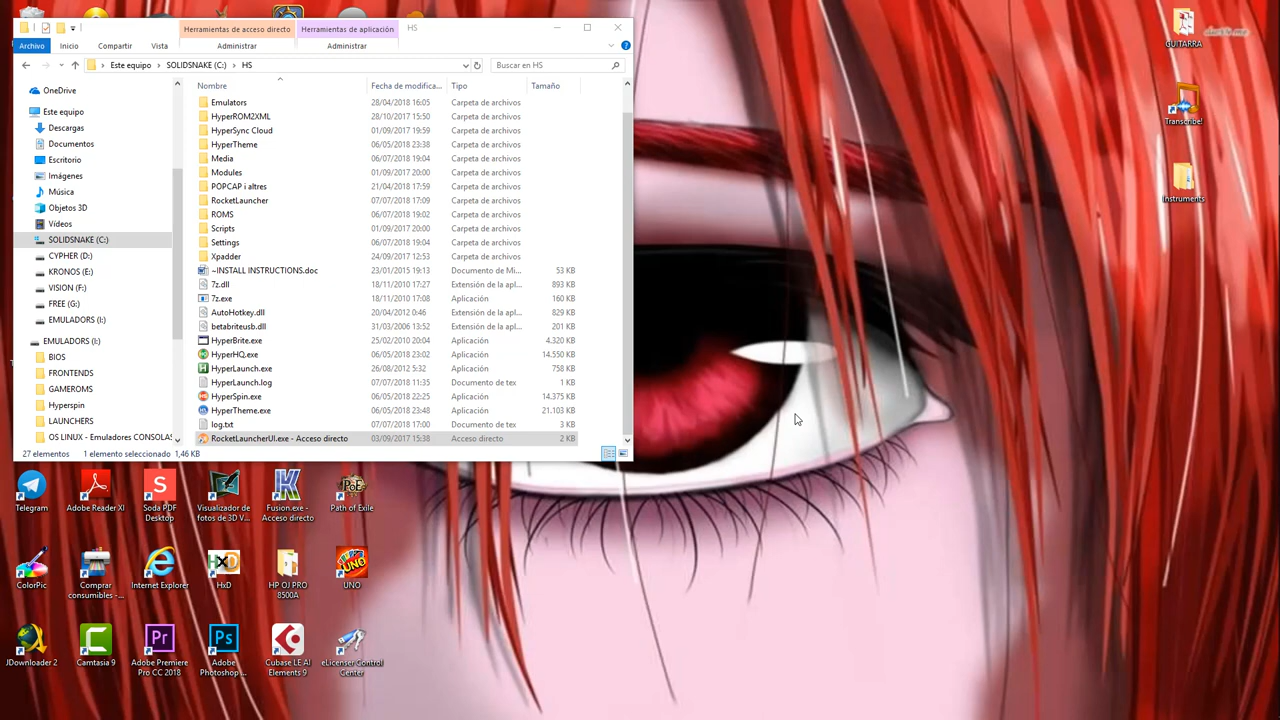 Herramientas de acceso directo Herramientas de aplicación HS
Archivo Inicio Compartir Vista Administrar Administrar
Este equipo > SOLIDSNAKE (C:) > HS Buscar en HS
Nombre Fecha de modifica... Tipo Tamaño
OneDrive
Este equipo
Descargas
Documentos
Escritorio
Imágenes
Música
Objetos 3D
Vídeos
SOLIDSNAKE (C:)
CYPHER (D:)
KRONOS (E:)
VISION (F:)
FREE (G:)
EMULADORS (I:)
EMULADORS (I:)
BIOS
FRONTENDS
GAMEROMS
Hyperspin
LAUNCHERS
OS LINUX - Emuladores CONSOLAS
Emulators 28/04/2018 16:05 Carpeta de archivos
HyperROM2XML 28/10/2017 15:50 Carpeta de archivos
HyperSync Cloud 01/09/2017 19:59 Carpeta de archivos
HyperTheme 06/05/2018 23:38 Carpeta de archivos
Media 06/07/2018 19:04 Carpeta de archivos
Modules 01/09/2017 20:00 Carpeta de archivos
POPCAP i altres 21/04/2018 17:59 Carpeta de archivos
RocketLauncher 07/07/2018 17:09 Carpeta de archivos
ROMS 06/07/2018 19:02 Carpeta de archivos
Scripts 01/09/2017 20:00 Carpeta de archivos
Settings 06/07/2018 19:04 Carpeta de archivos
Xpadder 06/05/2018 23:34 Carpeta de archivos
~INSTALL INSTRUCTIONS.doc 23/01/2015 19:13 Documento de Mi... 53 KB
7z.dll 18/11/2010 17:27 Extensión de la apl... 893 KB
7z.exe 18/11/2010 17:08 Aplicación 160 KB
AutoHotkey.dll 20/04/2012 0:46 Extensión de la apl... 829 KB
betabriteusb.dll 31/03/2006 13:52 Extensión de la apl... 201 KB
HyperBrite.exe 25/02/2010 20:04 Aplicación 4.320 KB
HyperHQ.exe 06/05/2018 23:02 Aplicación 14.550 KB
HyperLaunch.exe 26/08/2012 5:32 Aplicación 758 KB
HyperLaunch.log 07/07/2018 11:35 Documento de tex 1 KB
HyperSpin.exe 06/05/2018 22:25 Aplicación 14.375 KB
HyperTheme.exe 06/05/2018 23:48 Aplicación 21.103 KB
log.txt 07/07/2018 17:00 Documento de tex 3 KB
RocketLauncherUI.exe - Acceso directo 03/09/2017 15:38 Acceso directo 2 KB
27 elementos 1 elemento seleccionado 1,46 KB
GUITARRA
Transcribe!
Instruments
Telegram
Adobe Reader XI
Soda PDF
Desktop
Visualizador de
fotos de 3D V...
Fusion.exe -
Acceso directo
Path of Exile
ColorPic
Comprar
consumibles -...
Internet Explorer
HxD
HP OJ PRO
8500A
UNO
JDownloader 2
Camtasia 9
Adobe Premiere
Pro CC 2018
Adobe
Photoshop ...
Cubase LE AI
Elements 9
eLicenser Control
Center